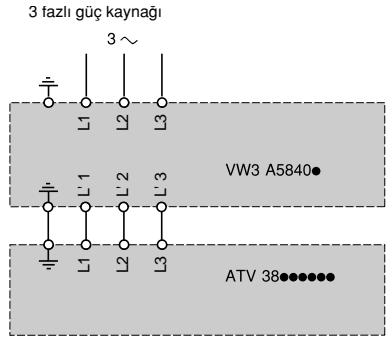 3 fazlı güç kaynağı
3 ~
L1 L2 L3
VW3 A5840●
L' 1 L' 2 L' 3
L1 L2 L3
ATV 38●●●●●●